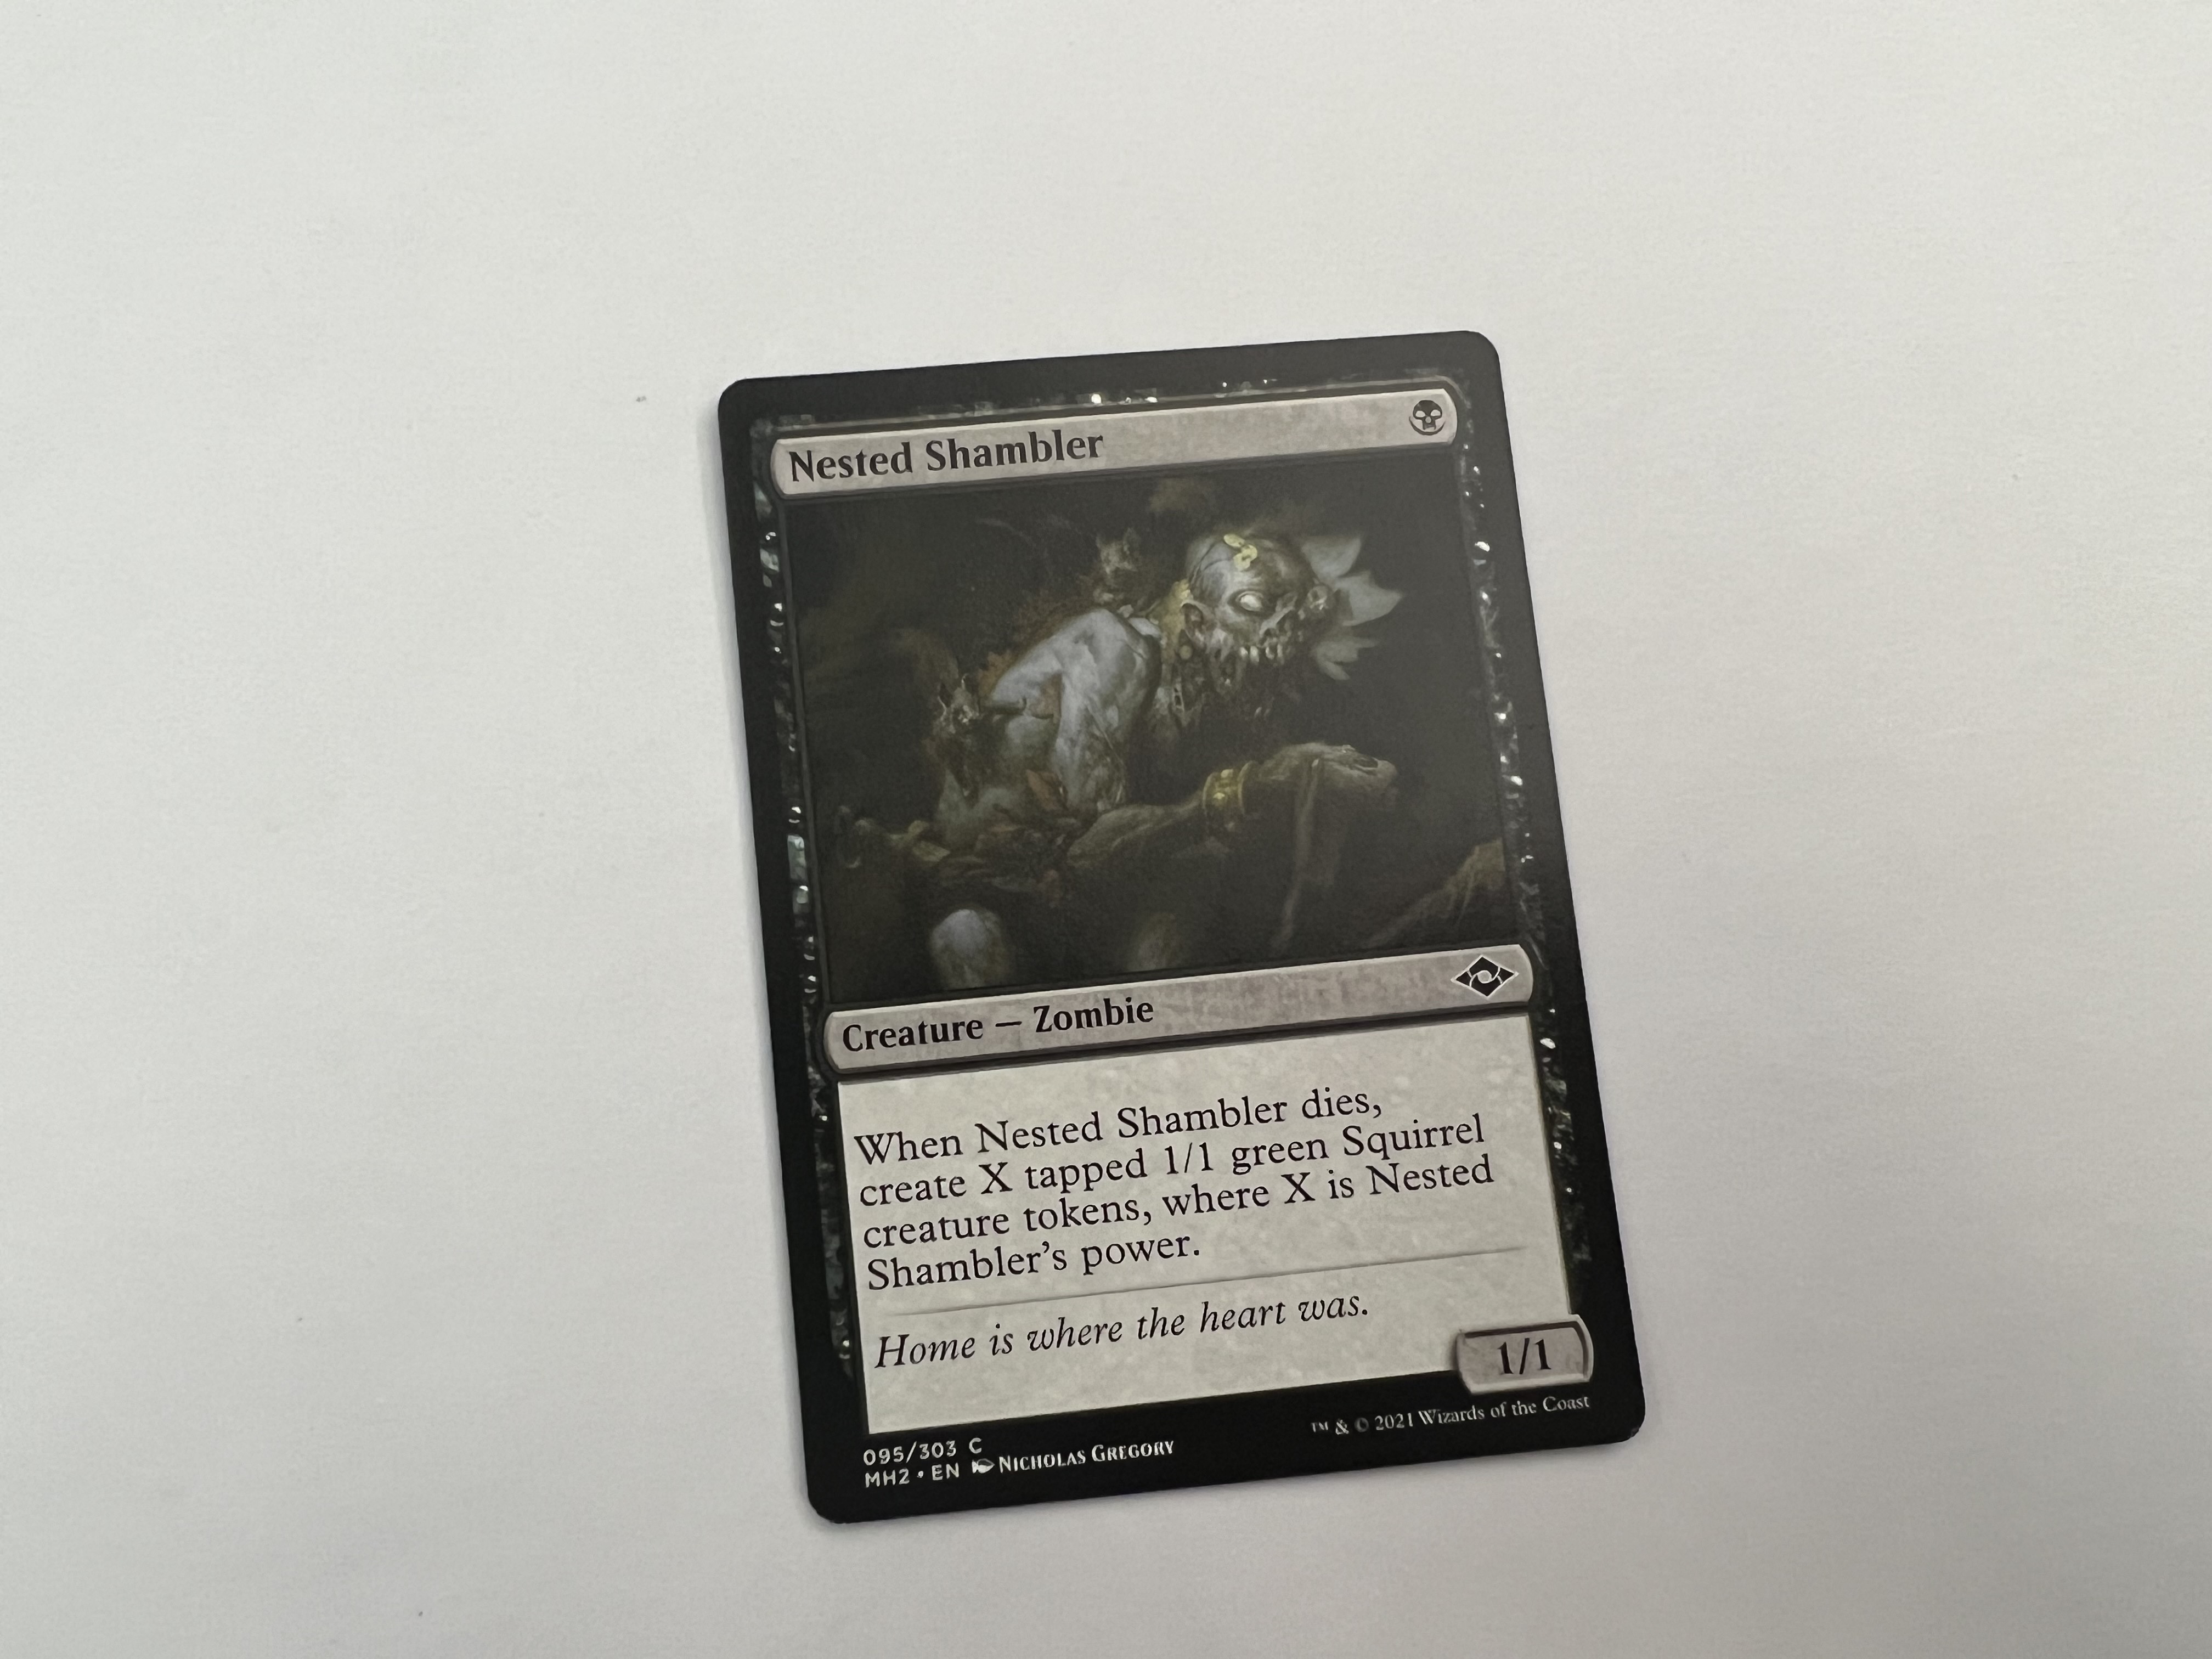 Nested Shambler
Creature — Zombie
When Nested Shambler dies,
create X tapped 1/1 green Squirrel
creature tokens, where X is Nested
Shambler's power.
Home is where the heart was.
1/1
095/303 C
MH2 • EN NICHOLAS GREGORY
™ & © 2021 Wizards of the Coast